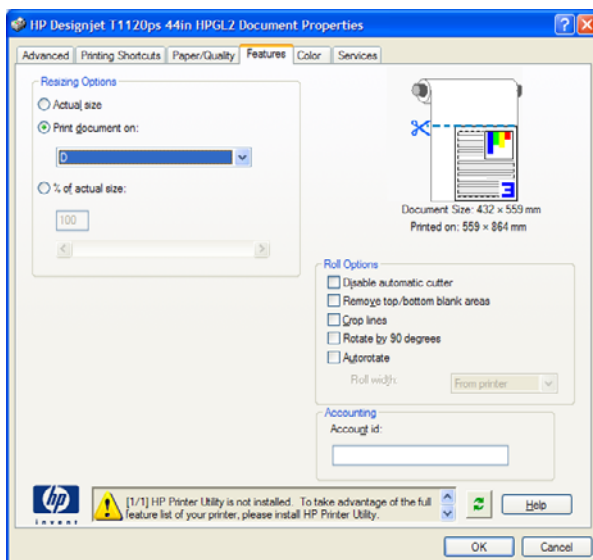 HP Designjet T1120ps 44in HPGL2 Document Properties
Advanced Printing Shortcuts Paper/Quality Features Color Services
Resizing Options
Actual size
Print document on:
D
% of actual size:
100
Document Size: 432 × 559 mm
Printed on: 559 × 864 mm
Roll Options
Disable automatic cutter
Remove top/bottom blank areas
Crop lines
Rotate by 90 degrees
Autorotate
Roll width: From printer
Accounting
Account id:
hp
invent
[1/1] HP Printer Utility is not installed. To take advantage of the full
feature list of your printer, please install HP Printer Utility.
Help
OK Cancel